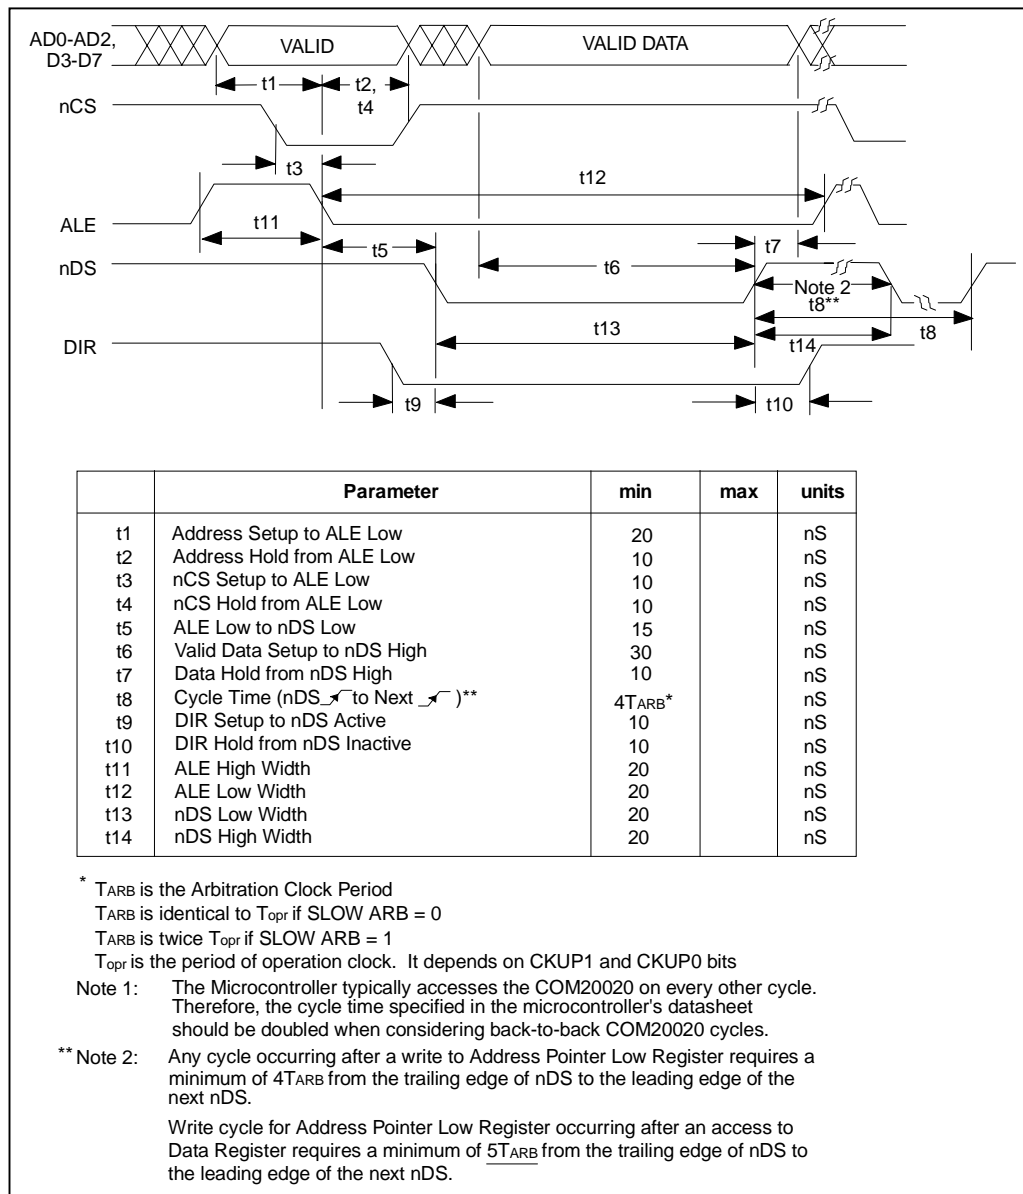 AD0-AD2,
D3-D7
VALID
VALID DATA
t1
t2,
t4
nCS
t3
t12
ALE
t11
t5
t7
nDS
t6
Note 2
t8**
t8
t13
t14
DIR
t9
t10
Parameter min max units
t1 Address Setup to ALE Low 20 nS
t2 Address Hold from ALE Low 10 nS
t3 nCS Setup to ALE Low 10 nS
t4 nCS Hold from ALE Low 10 nS
t5 ALE Low to nDS Low 15 nS
t6 Valid Data Setup to nDS High 30 nS
t7 Data Hold from nDS High 10 nS
t8 Cycle Time (nDS to Next )** 4TARB* nS
t9 DIR Setup to nDS Active 10 nS
t10 DIR Hold from nDS Inactive 10 nS
t11 ALE High Width 20 nS
t12 ALE Low Width 20 nS
t13 nDS Low Width 20 nS
t14 nDS High Width 20 nS
* TARB is the Arbitration Clock Period
TARB is identical to Topr if SLOW ARB = 0
TARB is twice Topr if SLOW ARB = 1
Topr is the period of operation clock. It depends on CKUP1 and CKUP0 bits
Note 1: The Microcontroller typically accesses the COM20020 on every other cycle.
Therefore, the cycle time specified in the microcontroller's datasheet
should be doubled when considering back-to-back COM20020 cycles.
** Note 2: Any cycle occurring after a write to Address Pointer Low Register requires a
minimum of 4TARB from the trailing edge of nDS to the leading edge of the
next nDS.
Write cycle for Address Pointer Low Register occurring after an access to
Data Register requires a minimum of 5TARB from the trailing edge of nDS to
the leading edge of the next nDS.